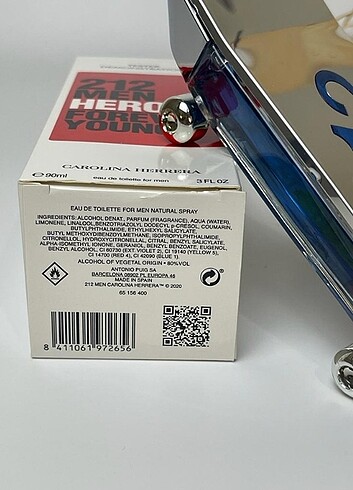 TESTER
212
MEN
HERO
FOREV
YOUNG
CAROLINA HERRERA
℮ 90ml eau de toilette for men 3 FL OZ
EAU DE TOILETTE FOR MEN NATURAL SPRAY
INGREDIENTS: ALCOHOL DENAT., PARFUM (FRAGRANCE), AQUA (WATER),
LIMONENE, LINALOOL, BENZOTRIAZOLYL DODECYL p-CRESOL, COUMARIN,
BUTYLPHTHALIMIDE, ETHYLHEXYL SALICYLATE,
BUTYL METHOXYDIBENZOYLMETHANE, ISOPROPYLPHTHALIMIDE,
CITRONELLOL, HYDROXYCITRONELLAL, CITRAL, BENZYL SALICYLATE,
ALPHA-ISOMETHYL IONONE, GERANIOL, BENZYL BENZOATE, EUGENOL,
BENZYL ALCOHOL, CI 60730 (EXT. VIOLET 2), CI 19140 (YELLOW 5),
CI 14700 (RED 4), CI 42090 (BLUE 1).
ALCOHOL OF VEGETAL ORIGIN • 80%VOL
ANTONIO PUIG SA
BARCELONA 08902 PL EUROPA 46
MADE IN SPAIN
212 MEN CAROLINA HERRERA™ © 2020
65 156 400
8 411061 972656